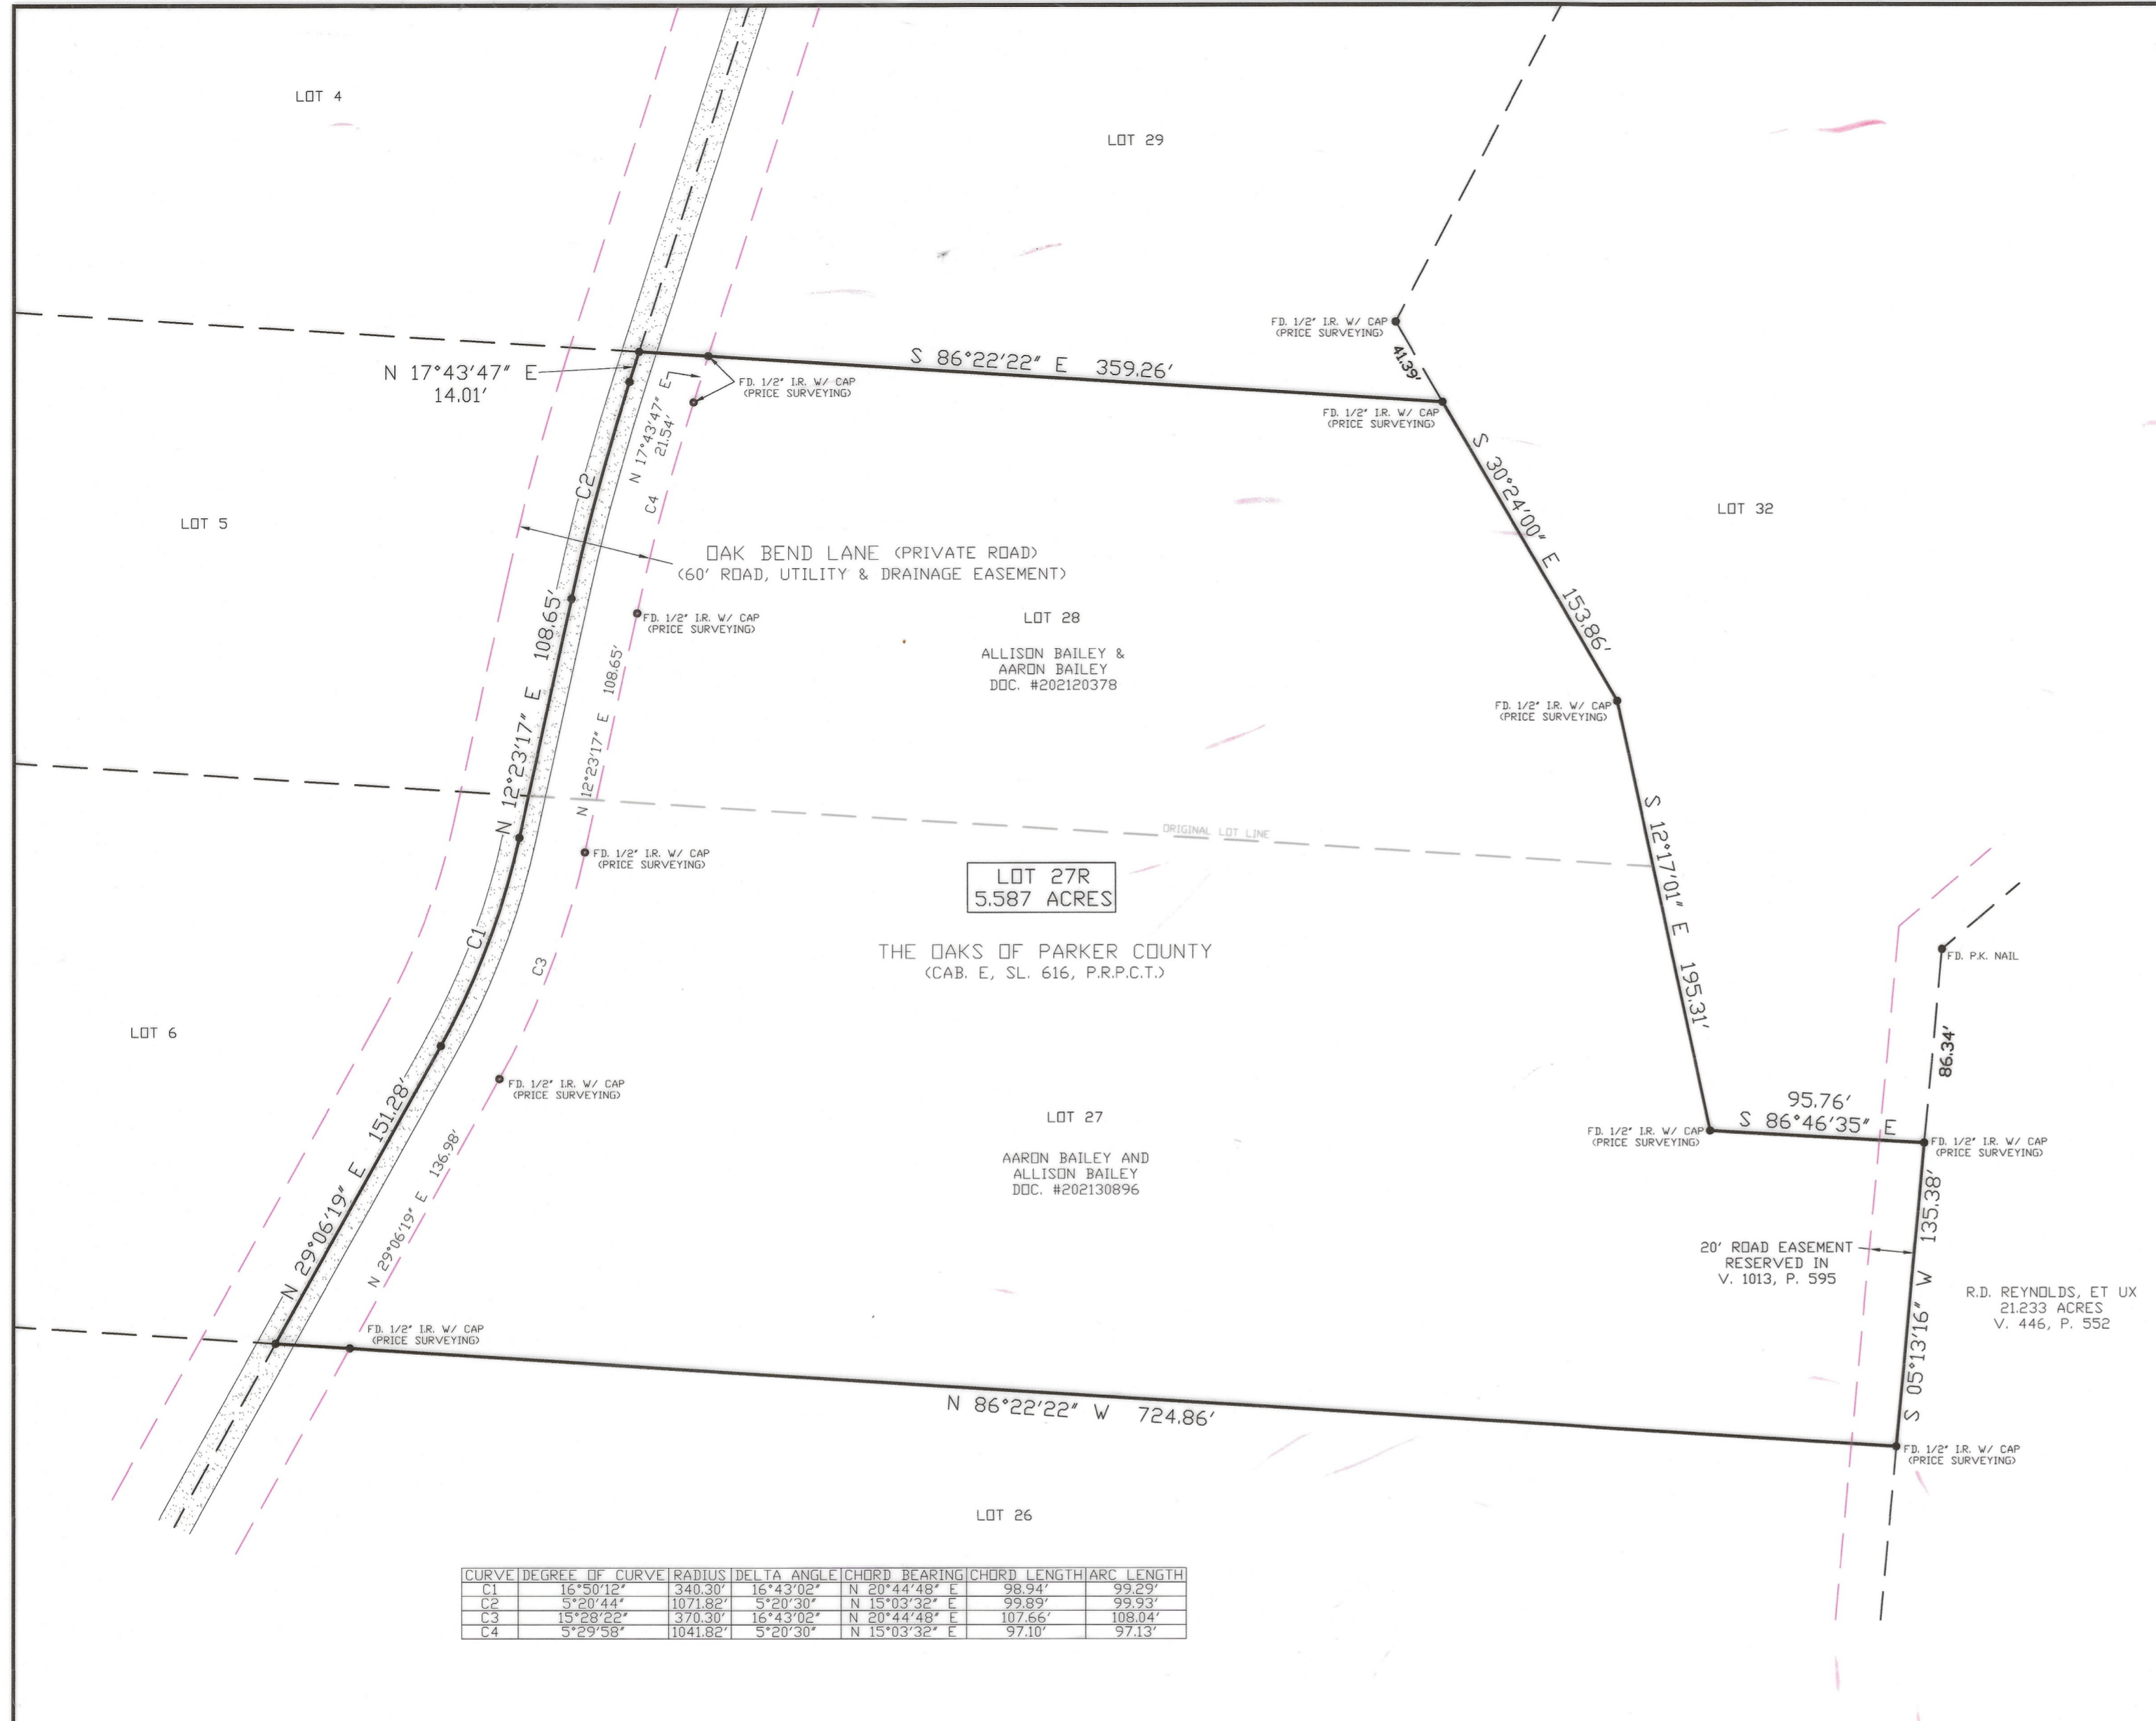 LOT 4
LOT 29
FD. 1/2" I.R. W/ CAP
(PRICE SURVEYING)
41.39'
N 17°43'47" E
14.01'
S 86°22'22" E 359.26'
FD. 1/2" I.R. W/ CAP
(PRICE SURVEYING)
N 17°43'47" E
21.54'
FD. 1/2" I.R. W/ CAP
(PRICE SURVEYING)
S 30°24'00" E 153.86'
C2
C4
LOT 5
LOT 32
OAK BEND LANE (PRIVATE ROAD)
(60' ROAD, UTILITY & DRAINAGE EASEMENT)
FD. 1/2" I.R. W/ CAP
(PRICE SURVEYING)
LOT 28
ALLISON BAILEY &
AARON BAILEY
DOC. #202120378
N 12°23'17" E 108.65'
N 12°23'17" E 108.65'
FD. 1/2" I.R. W/ CAP
(PRICE SURVEYING)
ORIGINAL LOT LINE
S 12°17'01" E 195.31'
FD. 1/2" I.R. W/ CAP
(PRICE SURVEYING)
LOT 27R
5.587 ACRES
C1
C3
THE OAKS OF PARKER COUNTY
(CAB. E, SL. 616, P.R.P.C.T.)
FD. P.K. NAIL
86.34'
LOT 6
FD. 1/2" I.R. W/ CAP
(PRICE SURVEYING)
95.76'
S 86°46'35" E
FD. 1/2" I.R. W/ CAP
(PRICE SURVEYING)
FD. 1/2" I.R. W/ CAP
(PRICE SURVEYING)
LOT 27
AARON BAILEY AND
ALLISON BAILEY
DOC. #202130896
N 29°06'19" E 151.28'
N 29°06'19" E 136.98'
S 05°13'16" W 135.38'
20' ROAD EASEMENT
RESERVED IN
V. 1013, P. 595
R.D. REYNOLDS, ET UX
21.233 ACRES
V. 446, P. 552
FD. 1/2" I.R. W/ CAP
(PRICE SURVEYING)
N 86°22'22" W 724.86'
FD. 1/2" I.R. W/ CAP
(PRICE SURVEYING)
LOT 26
CURVE DEGREE OF CURVE RADIUS DELTA ANGLE CHORD BEARING CHORD LENGTH ARC LENGTH
C1 16°50'12" 340.30' 16°43'02" N 20°44'48" E 98.94' 99.29'
C2 5°20'44" 1071.82' 5°20'30" N 15°03'32" E 99.89' 99.93'
C3 15°28'22" 370.30' 16°43'02" N 20°44'48" E 107.66' 108.04'
C4 5°29'58" 1041.82' 5°20'30" N 15°03'32" E 97.10' 97.13'